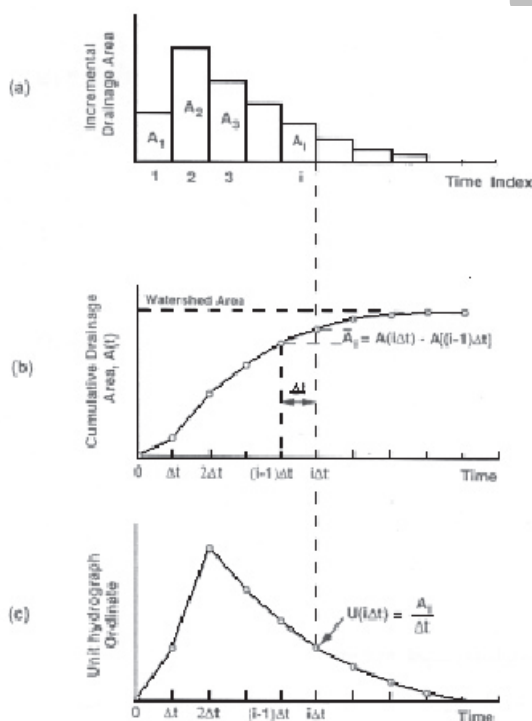 (a)
Incremental
Drainage Area
A1
A2
A3
Ai
1 2 3 i
Time Index
(b)
Cumulative Drainage
Area, A(t)
Watershed Area
Ai = A(iΔt) - A[(i-1)Δt]
Δt
0 Δt 2Δt (i-1)Δt iΔt Time
(c)
Unit hydrograph
Ordinate
U(iΔt) = Ai
Δt
0 Δt 2Δt (i-1)Δt iΔt Time